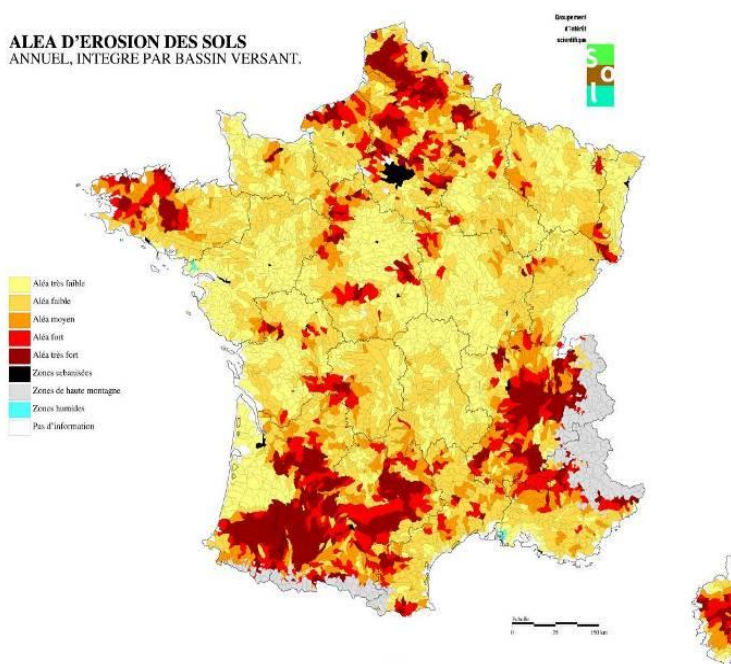 Groupement
d'Intérêt
scientifique
S
o
l
ALEA D'EROSION DES SOLS
ANNUEL, INTEGRE PAR BASSIN VERSANT.
Aléa très faible
Aléa faible
Aléa moyen
Aléa fort
Aléa très fort
Zones urbanisées
Zones de haute montagne
Zones humides
Pas d'information
Echelle
0 75 150 km